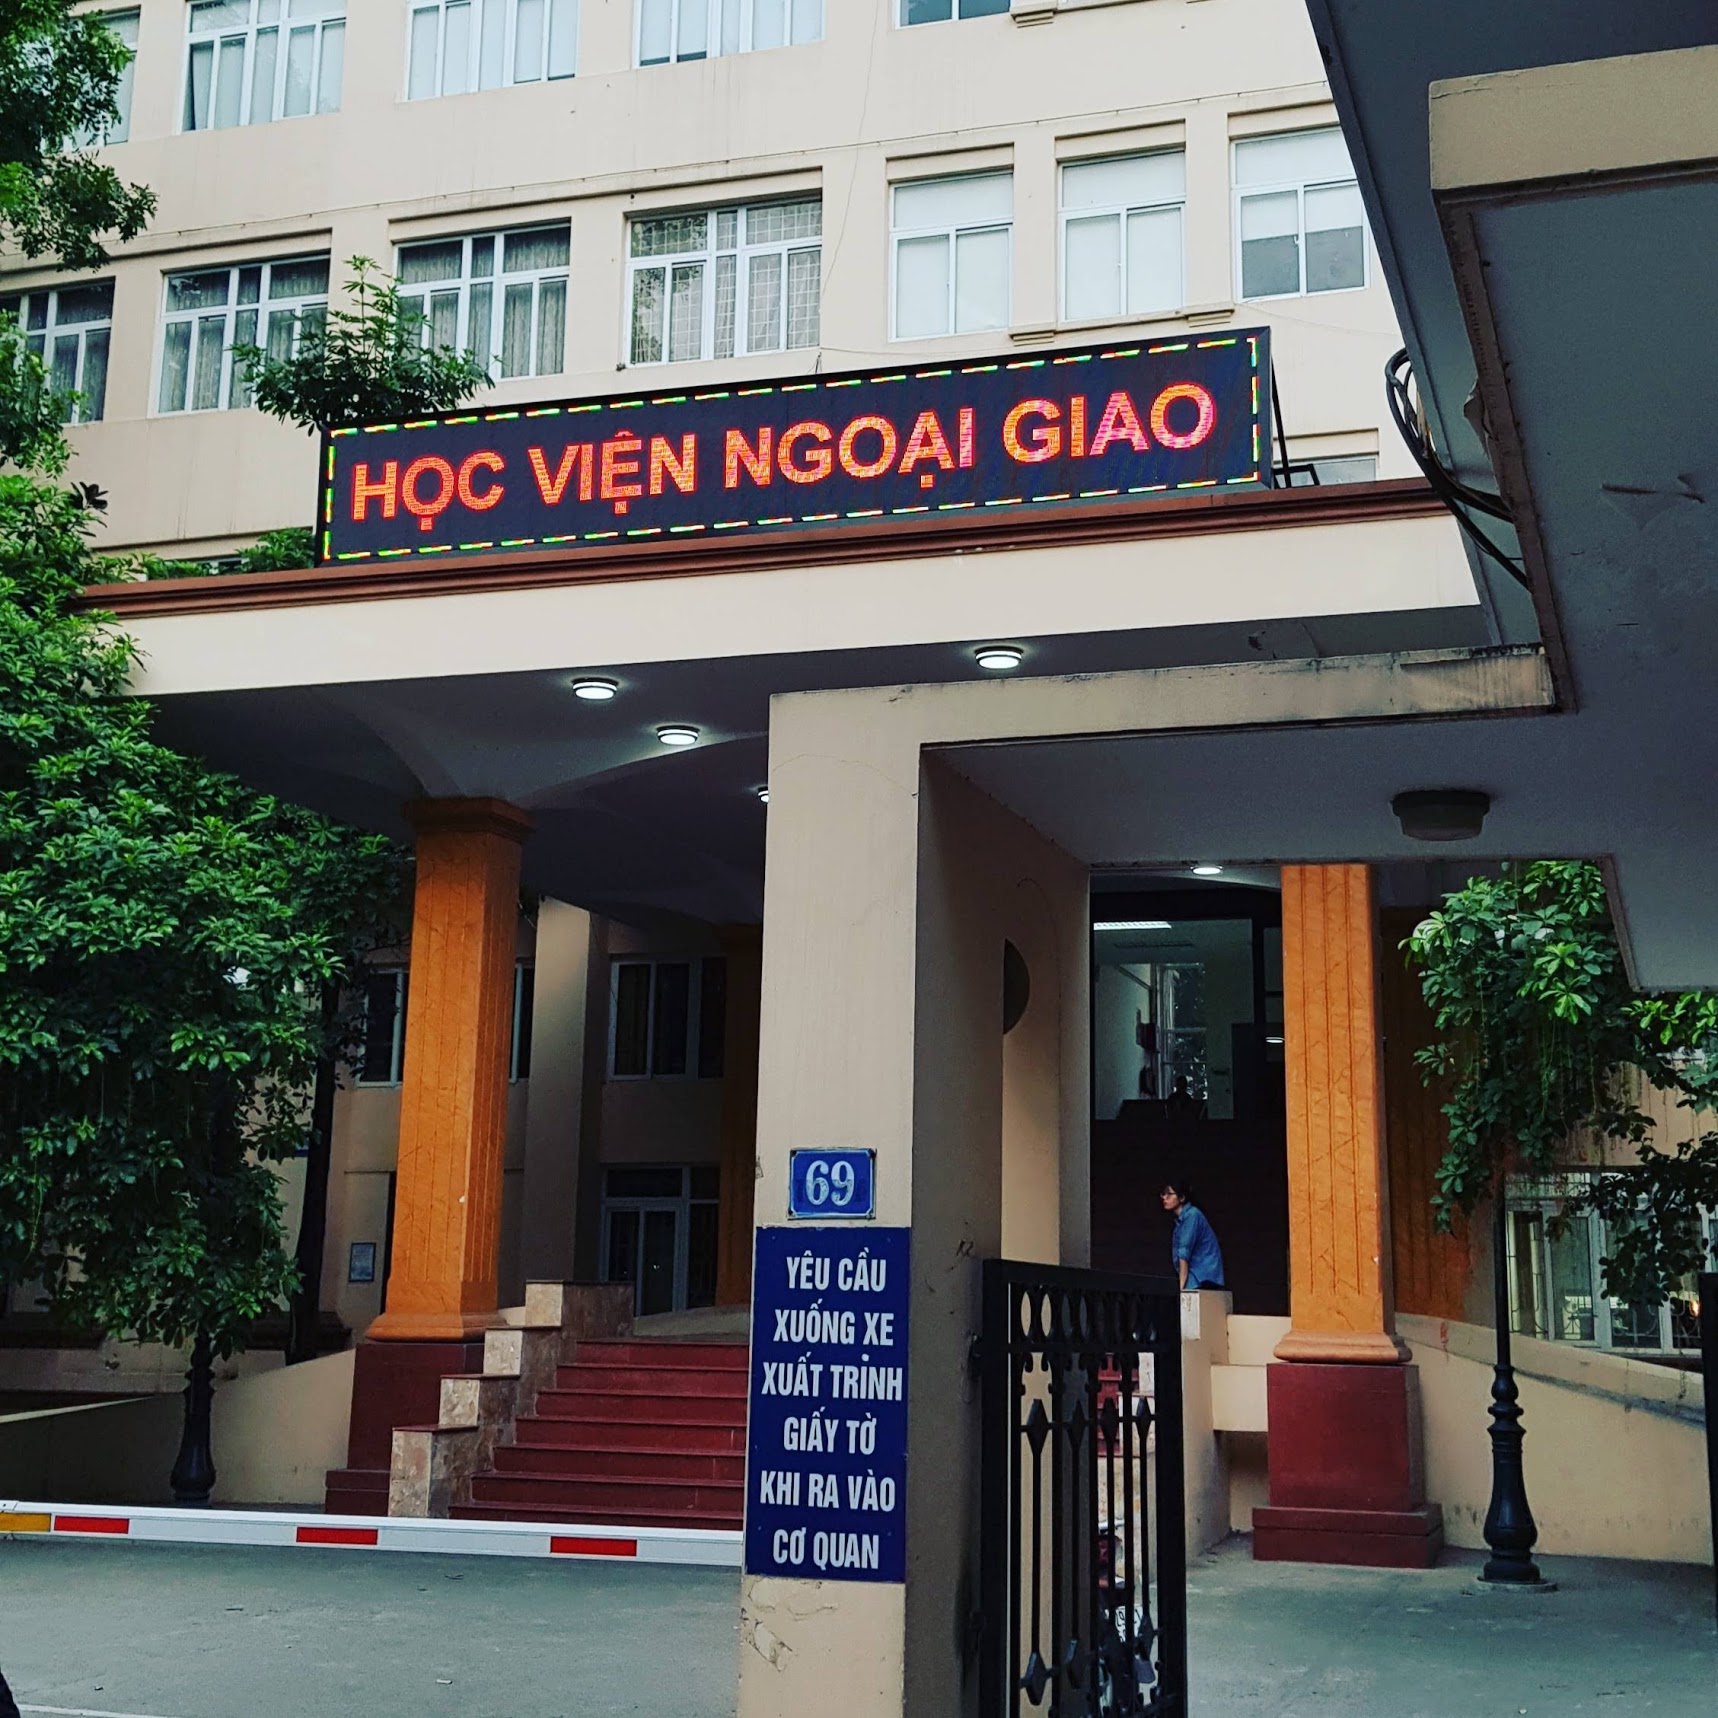 HỌC VIỆN NGOẠI GIAO
69
YÊU CẦU
XUỐNG XE
XUẤT TRÌNH
GIẤY TỜ
KHI RA VÀO
CƠ QUAN